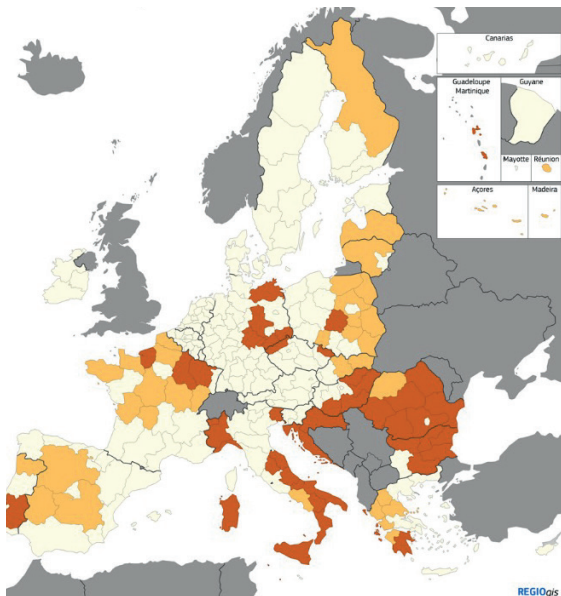 Canarias
Guadeloupe
Martinique
Guyane
Mayotte
Réunion
Açores
Madeira
REGIOgis